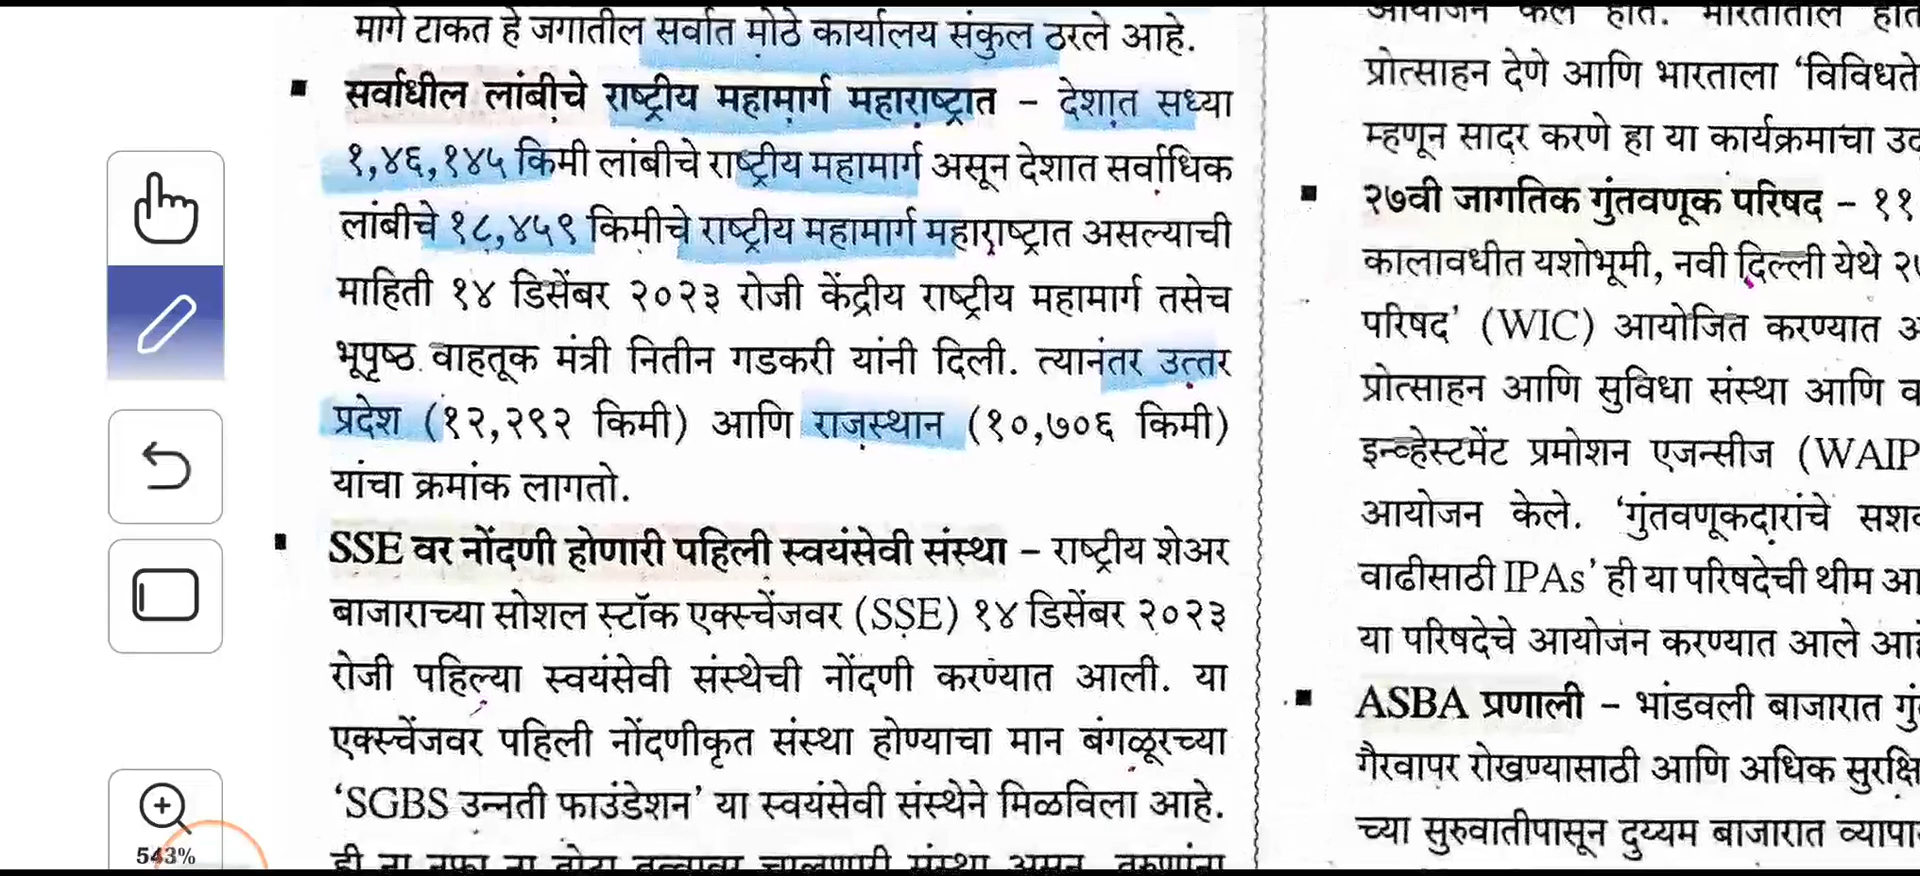 मागे टाकत हे जगातील सर्वात मोठे कार्यालय संकुल ठरले आहे.
▪ सर्वाधील लांबीचे राष्ट्रीय महामार्ग महाराष्ट्रात – देशात सध्या
१,४६,१४५ किमी लांबीचे राष्ट्रीय महामार्ग असून देशात सर्वाधिक
लांबीचे १८,४५९ किमीचे राष्ट्रीय महामार्ग महाराष्ट्रात असल्याची
माहिती १४ डिसेंबर २०२३ रोजी केंद्रीय राष्ट्रीय महामार्ग तसेच
भूपृष्ठ वाहतूक मंत्री नितीन गडकरी यांनी दिली. त्यानंतर उत्तर
प्रदेश (१२,२९२ किमी) आणि राजस्थान (१०,७०६ किमी)
यांचा क्रमांक लागतो.
▪ SSE वर नोंदणी होणारी पहिली स्वयंसेवी संस्था – राष्ट्रीय शेअर
बाजाराच्या सोशल स्टॉक एक्स्चेंजवर (SSE) १४ डिसेंबर २०२३
रोजी पहिल्या स्वयंसेवी संस्थेची नोंदणी करण्यात आली. या
एक्स्चेंजवर पहिली नोंदणीकृत संस्था होण्याचा मान बंगळूरच्या
‘SGBS उन्नती फाउंडेशन’ या स्वयंसेवी संस्थेने मिळविला आहे.
प्रोत्साहन देणे आणि भारताला ‘विविधते
म्हणून सादर करणे हा या कार्यक्रमाचा
▪ २७वी जागतिक गुंतवणूक परिषद – ११
कालावधीत यशोभूमी, नवी दिल्ली येथे
परिषद’ (WIC) आयोजित करण्यात
प्रोत्साहन आणि सुविधा संस्था आणि
इन्व्हेस्टमेंट प्रमोशन एजन्सीज (WAIP
आयोजन केले. ‘गुंतवणूकदारांचे
वाढीसाठी IPAs’ ही या परिषदेची थीम
या परिषदेचे आयोजन करण्यात आले
▪ ASBA प्रणाली – भांडवली बाजारात
गैरवापर रोखण्यासाठी आणि अधिक
च्या सुरुवातीपासून दुय्यम बाजारात
543%